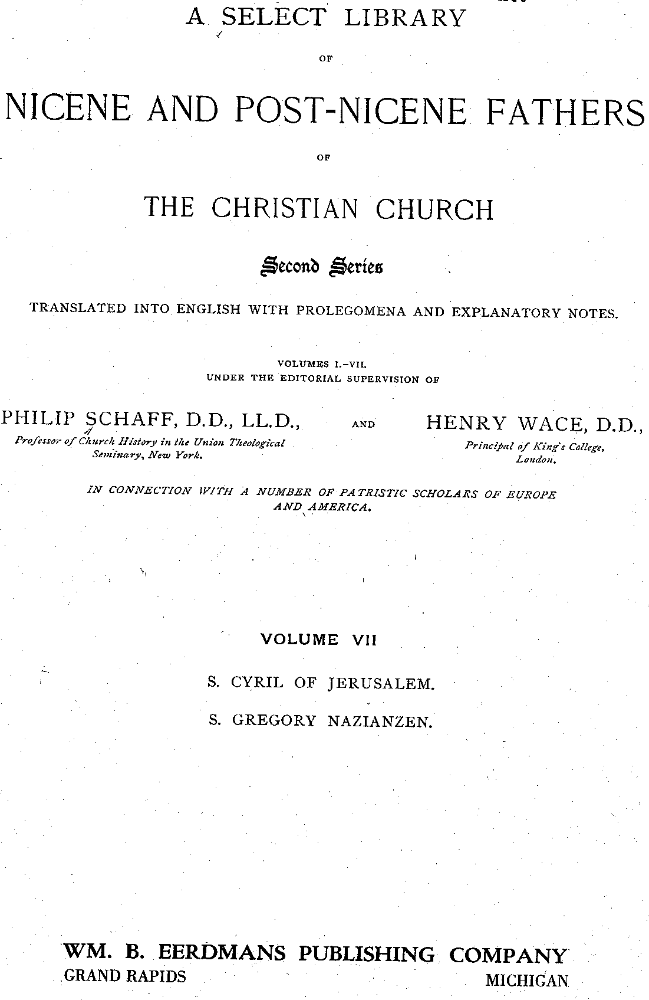 A SELECT LIBRARY
OF
NICENE AND POST-NICENE FATHERS
OF
THE CHRISTIAN CHURCH
Second Series
TRANSLATED INTO ENGLISH WITH PROLEGOMENA AND EXPLANATORY NOTES.
VOLUMES I.–VII.
UNDER THE EDITORIAL SUPERVISION OF
PHILIP SCHAFF, D.D., LL.D., AND HENRY WACE, D.D.,
Professor of Church History in the Union Theological
Seminary, New York.
Principal of King's College,
London.
IN CONNECTION WITH A NUMBER OF PATRISTIC SCHOLARS OF EUROPE
AND AMERICA.
VOLUME VII
S. CYRIL OF JERUSALEM.
S. GREGORY NAZIANZEN.
WM. B. EERDMANS PUBLISHING COMPANY
GRAND RAPIDS MICHIGAN